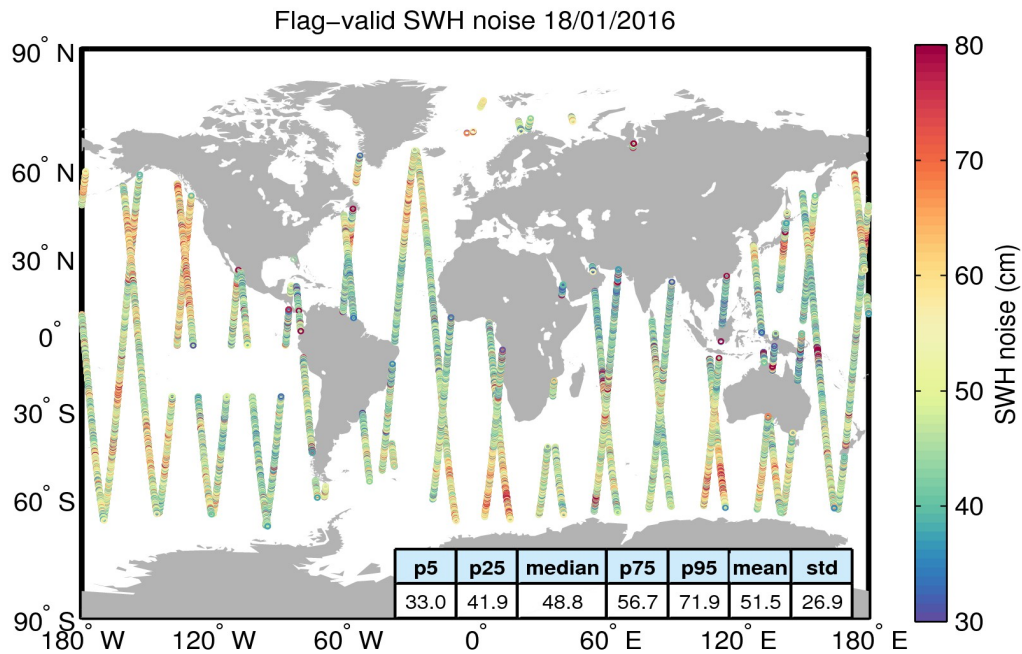 Flag−valid SWH noise 18/01/2016
90° N
60° N
30° N
0°
30° S
60° S
90° S
180° W
120° W
60° W
0°
60° E
120° E
180° E
p5 p25 median p75 p95 mean std
33.0 41.9 48.8 56.7 71.9 51.5 26.9
80
70
60
50
40
30
SWH noise (cm)